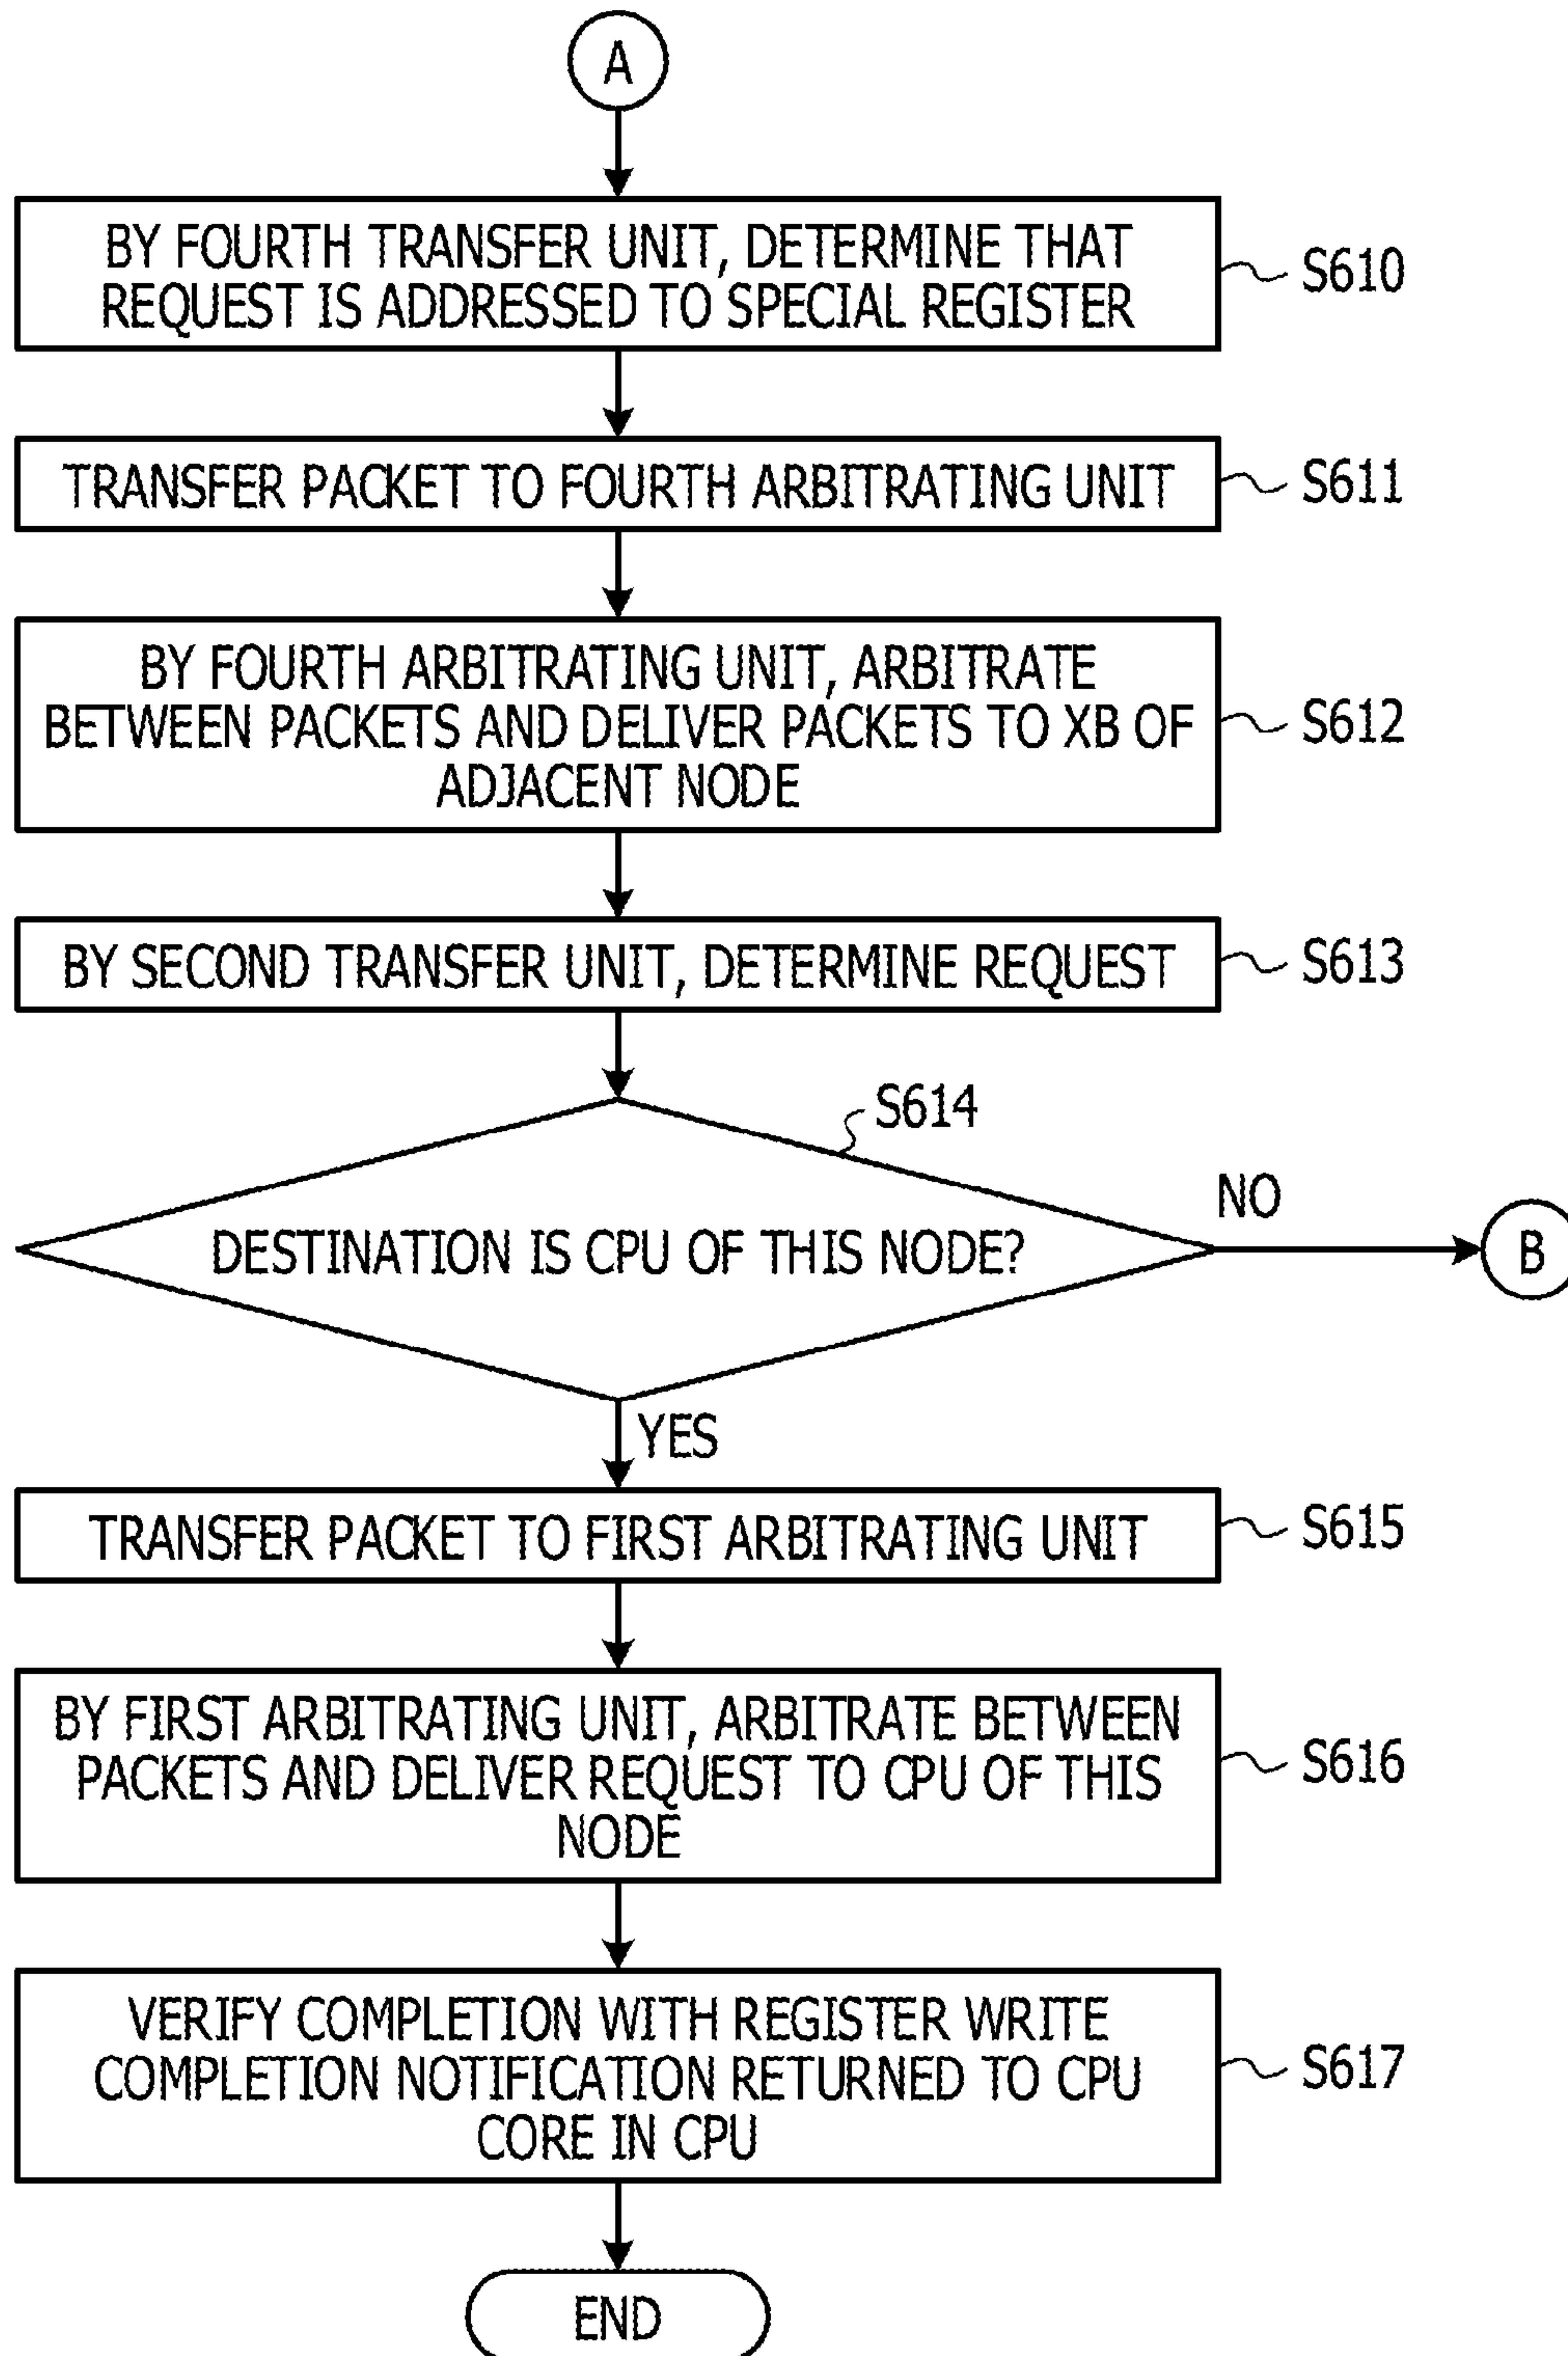 A
BY FOURTH TRANSFER UNIT, DETERMINE THAT
REQUEST IS ADDRESSED TO SPECIAL REGISTER
S610
TRANSFER PACKET TO FOURTH ARBITRATING UNIT
S611
BY FOURTH ARBITRATING UNIT, ARBITRATE
BETWEEN PACKETS AND DELIVER PACKETS TO XB OF
ADJACENT NODE
S612
BY SECOND TRANSFER UNIT, DETERMINE REQUEST
S613
S614
DESTINATION IS CPU OF THIS NODE?
NO
B
YES
TRANSFER PACKET TO FIRST ARBITRATING UNIT
S615
BY FIRST ARBITRATING UNIT, ARBITRATE BETWEEN
PACKETS AND DELIVER REQUEST TO CPU OF THIS
NODE
S616
VERIFY COMPLETION WITH REGISTER WRITE
COMPLETION NOTIFICATION RETURNED TO CPU
CORE IN CPU
S617
END